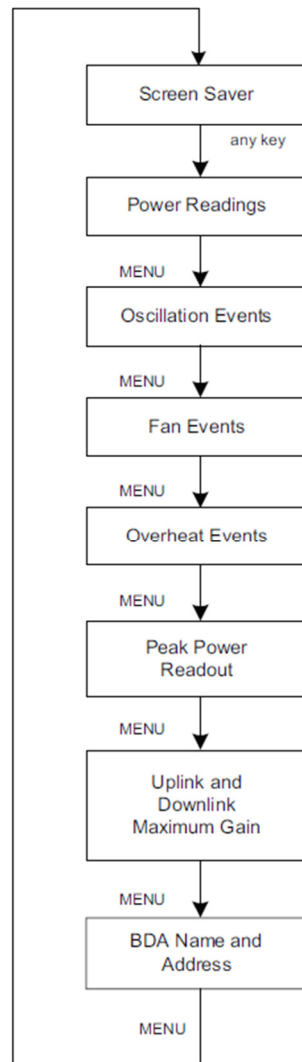 Screen Saver
any key
Power Readings
MENU
Oscillation Events
MENU
Fan Events
MENU
Overheat Events
MENU
Peak Power
Readout
MENU
Uplink and
Downlink
Maximum Gain
MENU
BDA Name and
Address
MENU